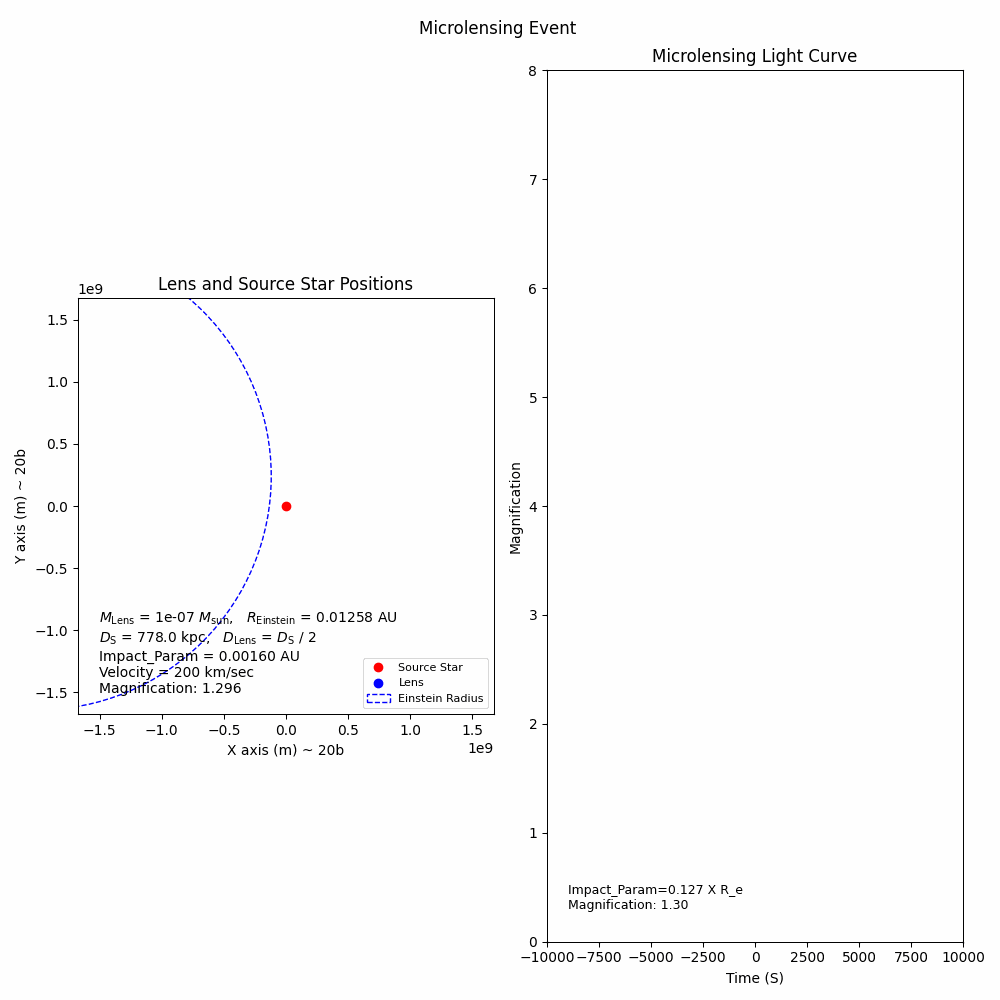 Microlensing Event
Lens and Source Star Positions
1e9
Y axis (m) ~ 20b
1.5
1.0
0.5
0.0
−0.5
−1.0
−1.5
M_Lens = 1e-07 M_sun,   R_Einstein = 0.01258 AU
D_S = 778.0 kpc,   D_Lens = D_S / 2
Impact_Param = 0.00160 AU
Velocity = 200 km/sec
Magnification: 1.296
Source Star
Lens
Einstein Radius
−1.5 −1.0 −0.5 0.0 0.5 1.0 1.5
1e9
X axis (m) ~ 20b
Microlensing Light Curve
Magnification
8
7
6
5
4
3
2
1
0
Impact_Param=0.127 X R_e
Magnification: 1.30
−10000 −7500 −5000 −2500 0 2500 5000 7500 10000
Time (S)